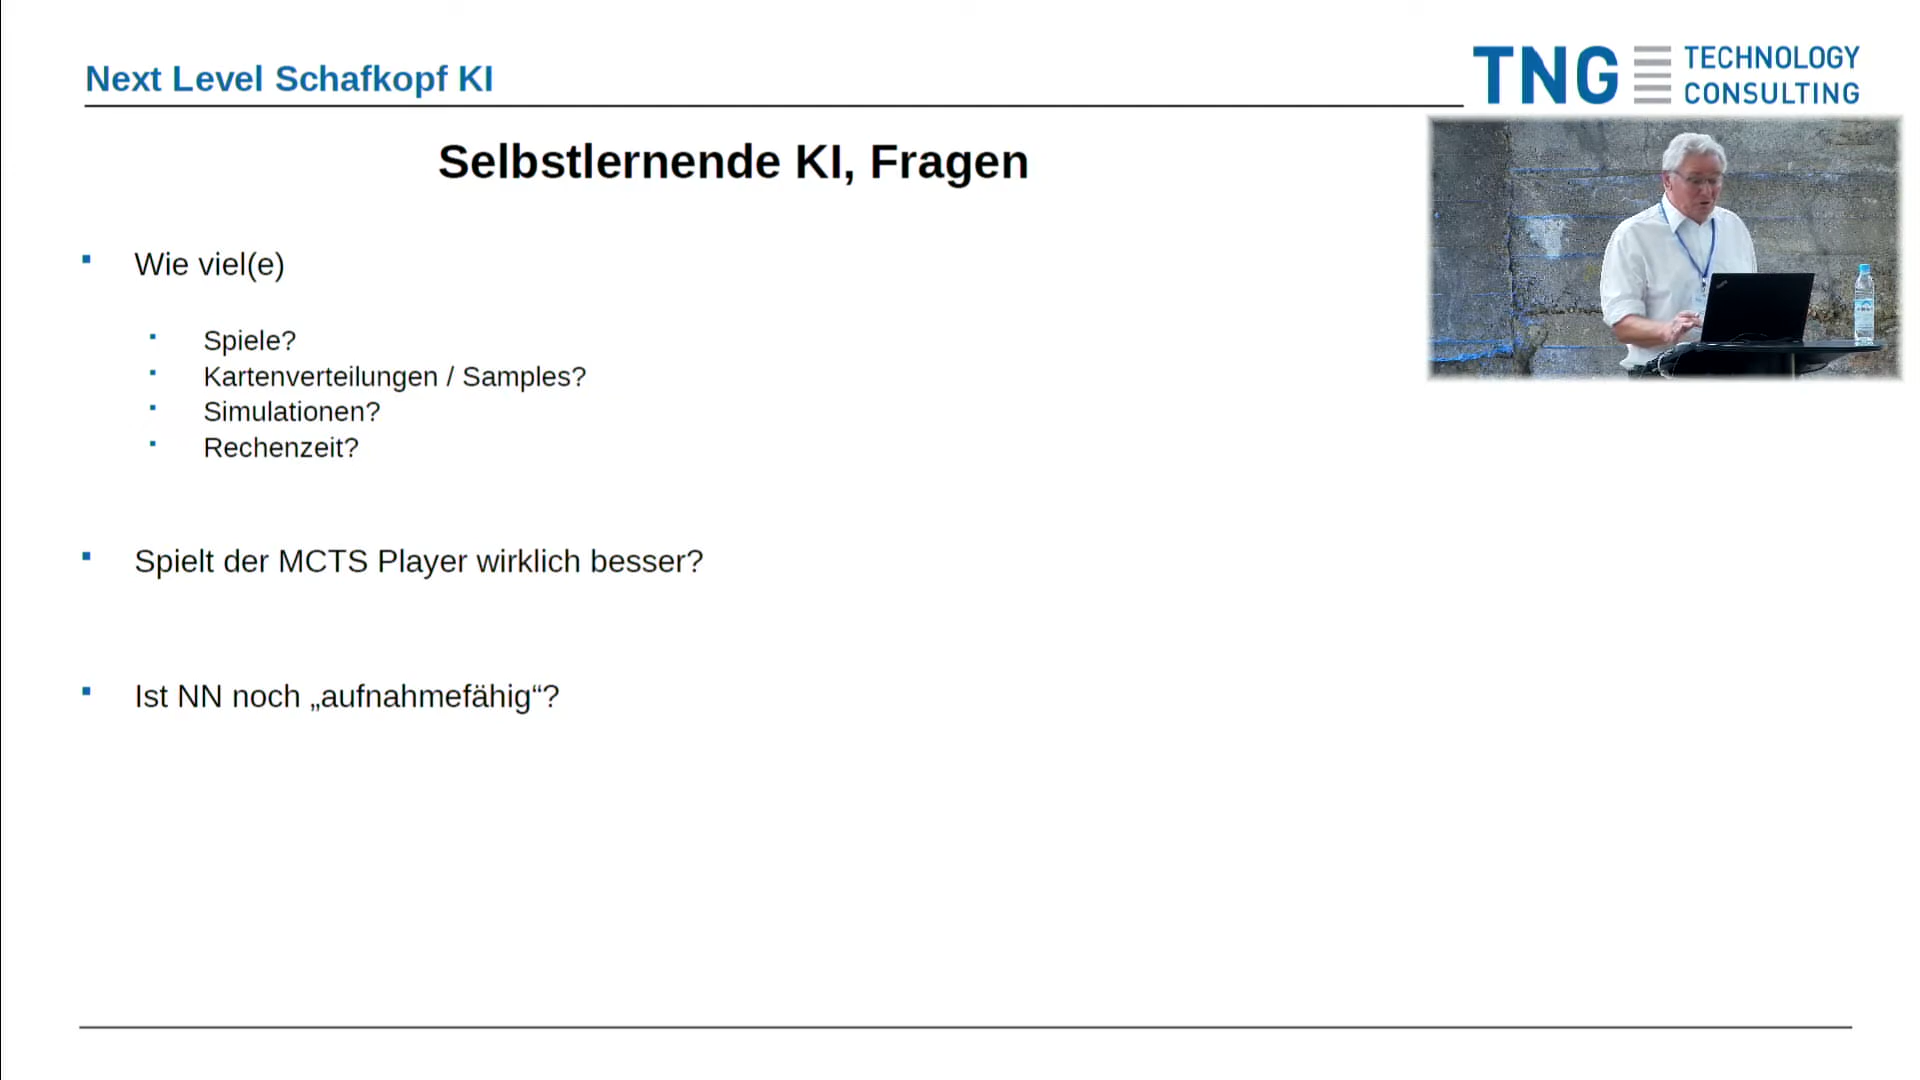 Next Level Schafkopf KI
TNG TECHNOLOGY CONSULTING
Selbstlernende KI, Fragen
Wie viel(e)
Spiele?
Kartenverteilungen / Samples?
Simulationen?
Rechenzeit?
Spielt der MCTS Player wirklich besser?
Ist NN noch „aufnahmefähig“?